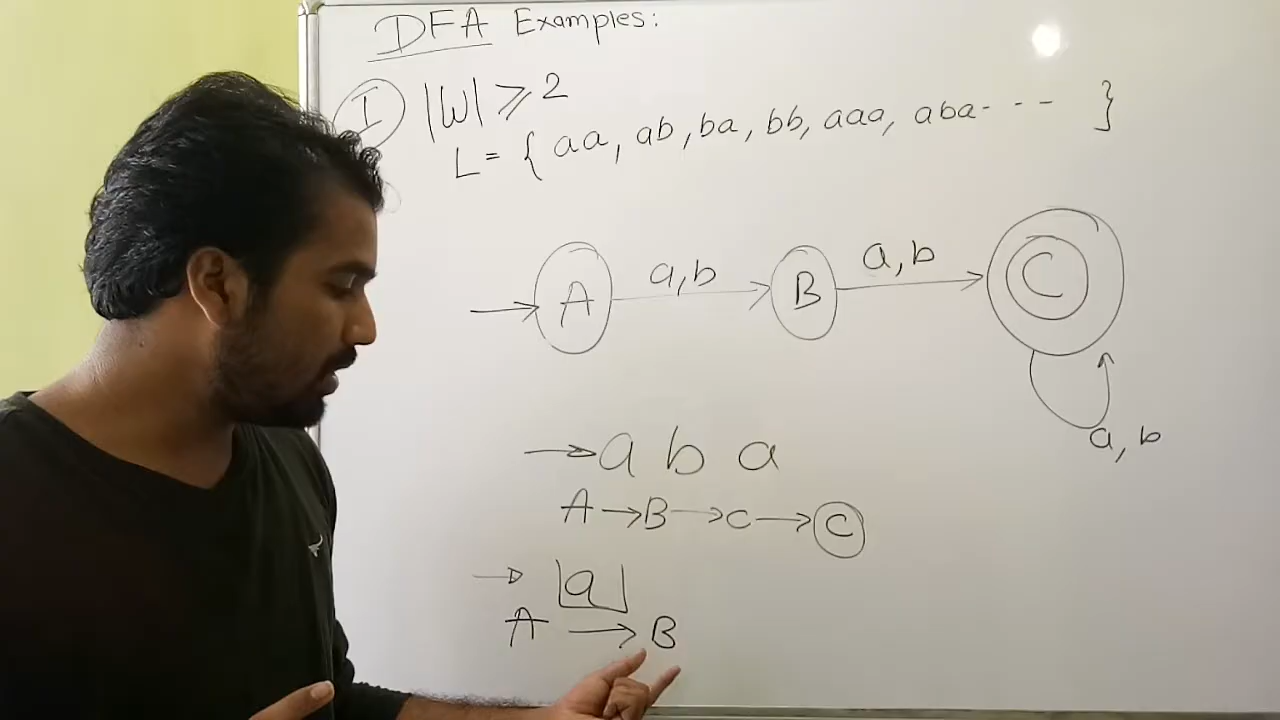 DFA Examples:
I |W| ⩾ 2
L = { aa, ab, ba, bb, aaa, aba - - - - }
A a,b B a,b C
a, b
→ a b a
A → B → C → C
→ a
A → B